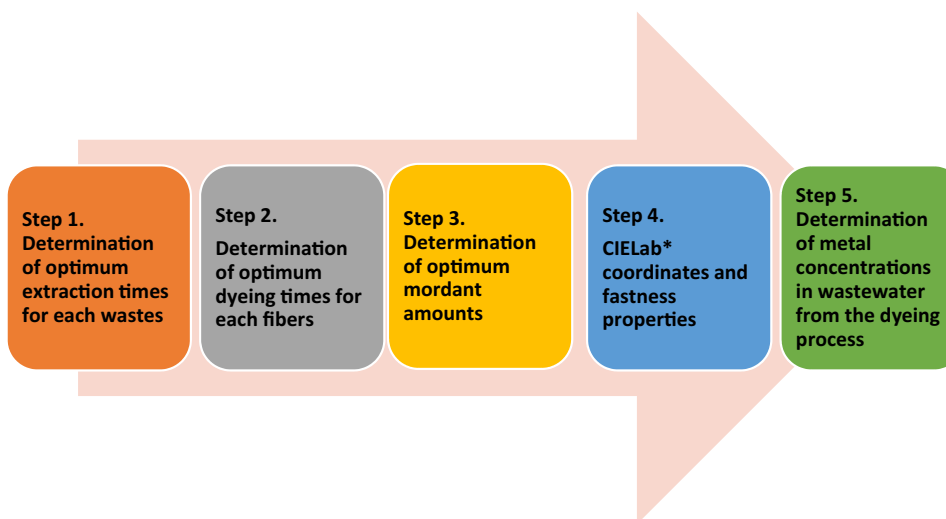 Step 1.
Determination
of optimum
extraction times
for each wastes
Step 2.
Determination
of optimum
dyeing times for
each fibers
Step 3.
Determination
of optimum
mordant
amounts
Step 4.
CIELab*
coordinates and
fastness
properties
Step 5.
Determination
of metal
concentrations
in wastewater
from the dyeing
process